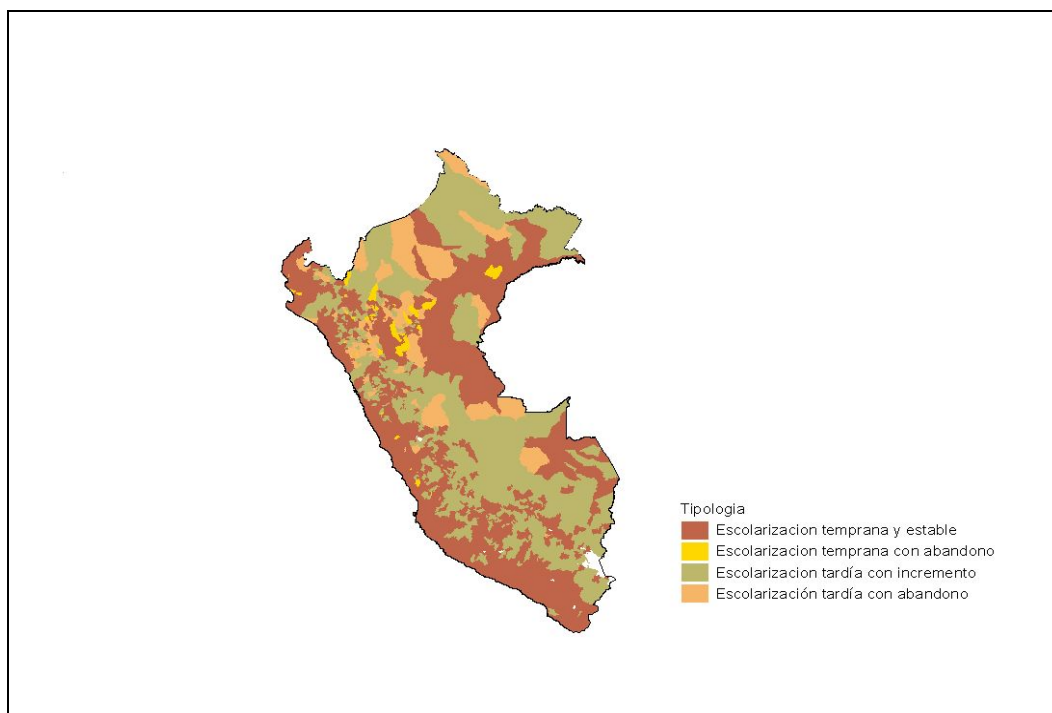 Tipologia
Escolarizacion temprana y estable
Escolarizacion temprana con abandono
Escolarizacion tardía con incremento
Escolarización tardía con abandono